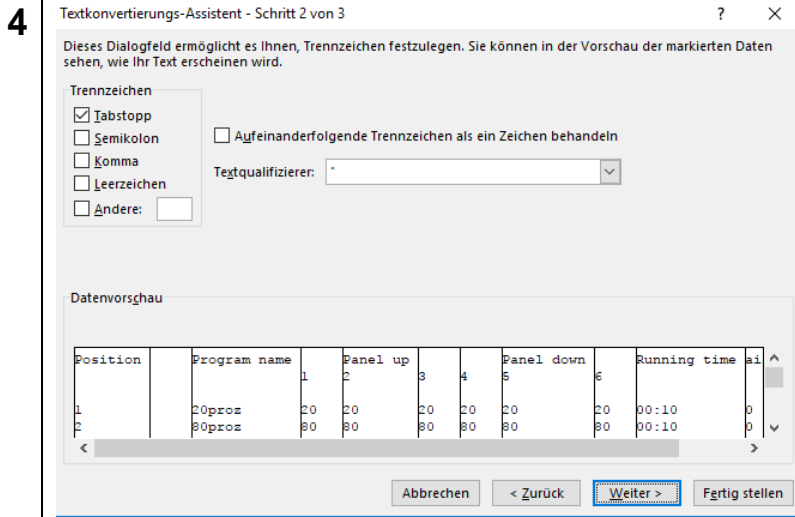 4
Textkonvertierungs-Assistent - Schritt 2 von 3 ? ×
Dieses Dialogfeld ermöglicht es Ihnen, Trennzeichen festzulegen. Sie können in der Vorschau der markierten Daten
sehen, wie Ihr Text erscheinen wird.
Trennzeichen
Tabstopp
Semikolon
Komma
Leerzeichen
Andere:
Aufeinanderfolgende Trennzeichen als ein Zeichen behandeln
Textqualifizierer: "
Datenvorschau
Position Program name Panel up Panel down Running time ai
1 2 3 4 5 6
1 20proz 20 20 20 20 20 20 00:10 0
2 80proz 80 80 80 80 80 80 00:10 0
Abbrechen < Zurück Weiter > Fertig stellen